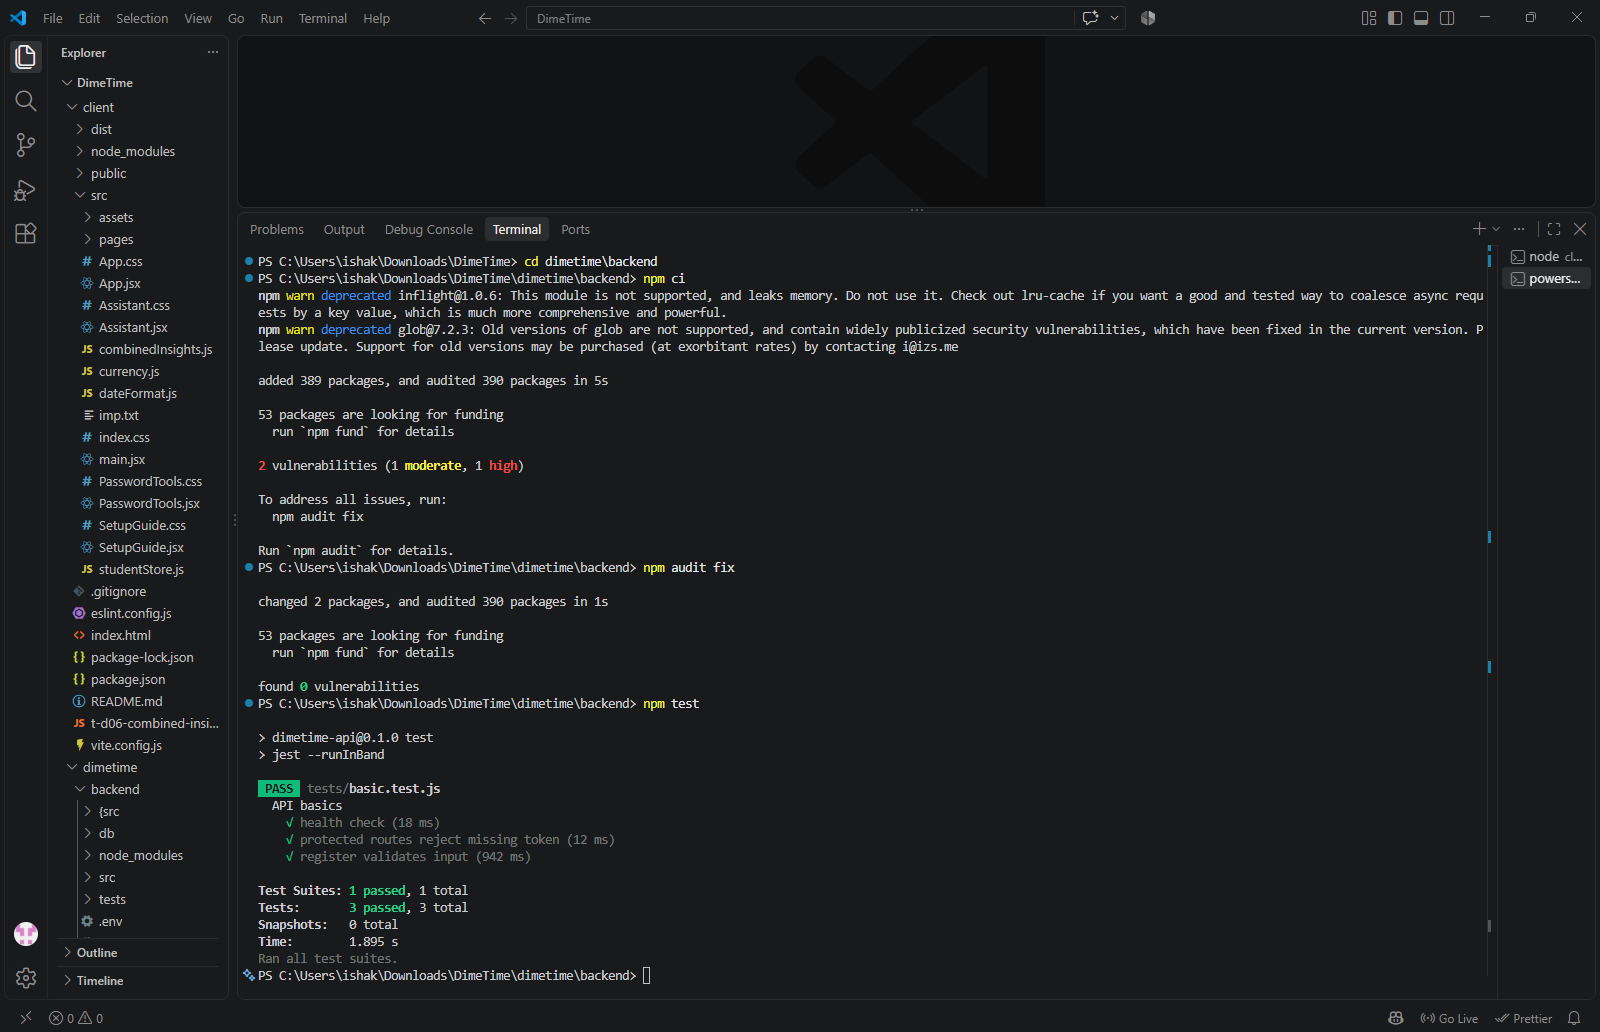 File Edit Selection View Go Run Terminal Help
DimeTime
Explorer
DimeTime
client
dist
node_modules
public
src
assets
pages
# App.css
App.jsx
# Assistant.css
Assistant.jsx
JS combinedInsights.js
JS currency.js
JS dateFormat.js
imp.txt
# index.css
main.jsx
# PasswordTools.css
PasswordTools.jsx
# SetupGuide.css
SetupGuide.jsx
JS studentStore.js
.gitignore
eslint.config.js
<> index.html
{} package-lock.json
{} package.json
README.md
JS t-d06-combined-insi...
vite.config.js
dimetime
backend
{src
db
node_modules
src
tests
.env
Outline
Timeline
Problems Output Debug Console Terminal Ports
node cl...
powers...
PS C:\Users\ishak\Downloads\DimeTime> cd dimetime\backend
PS C:\Users\ishak\Downloads\DimeTime\dimetime\backend> npm ci
npm warn deprecated inflight@1.0.6: This module is not supported, and leaks memory. Do not use it. Check out lru-cache if you want a good and tested way to coalesce async requ
ests by a key value, which is much more comprehensive and powerful.
npm warn deprecated glob@7.2.3: Old versions of glob are not supported, and contain widely publicized security vulnerabilities, which have been fixed in the current version. P
lease update. Support for old versions may be purchased (at exorbitant rates) by contacting i@izs.me
added 389 packages, and audited 390 packages in 5s
53 packages are looking for funding
run `npm fund` for details
2 vulnerabilities (1 moderate, 1 high)
To address all issues, run:
npm audit fix
Run `npm audit` for details.
PS C:\Users\ishak\Downloads\DimeTime\dimetime\backend> npm audit fix
changed 2 packages, and audited 390 packages in 1s
53 packages are looking for funding
run `npm fund` for details
found 0 vulnerabilities
PS C:\Users\ishak\Downloads\DimeTime\dimetime\backend> npm test
> dimetime-api@0.1.0 test
> jest --runInBand
PASS tests/basic.test.js
API basics
√ health check (18 ms)
√ protected routes reject missing token (12 ms)
√ register validates input (942 ms)
Test Suites: 1 passed, 1 total
Tests: 3 passed, 3 total
Snapshots: 0 total
Time: 1.895 s
Ran all test suites.
PS C:\Users\ishak\Downloads\DimeTime\dimetime\backend>
0 0
Go Live Prettier